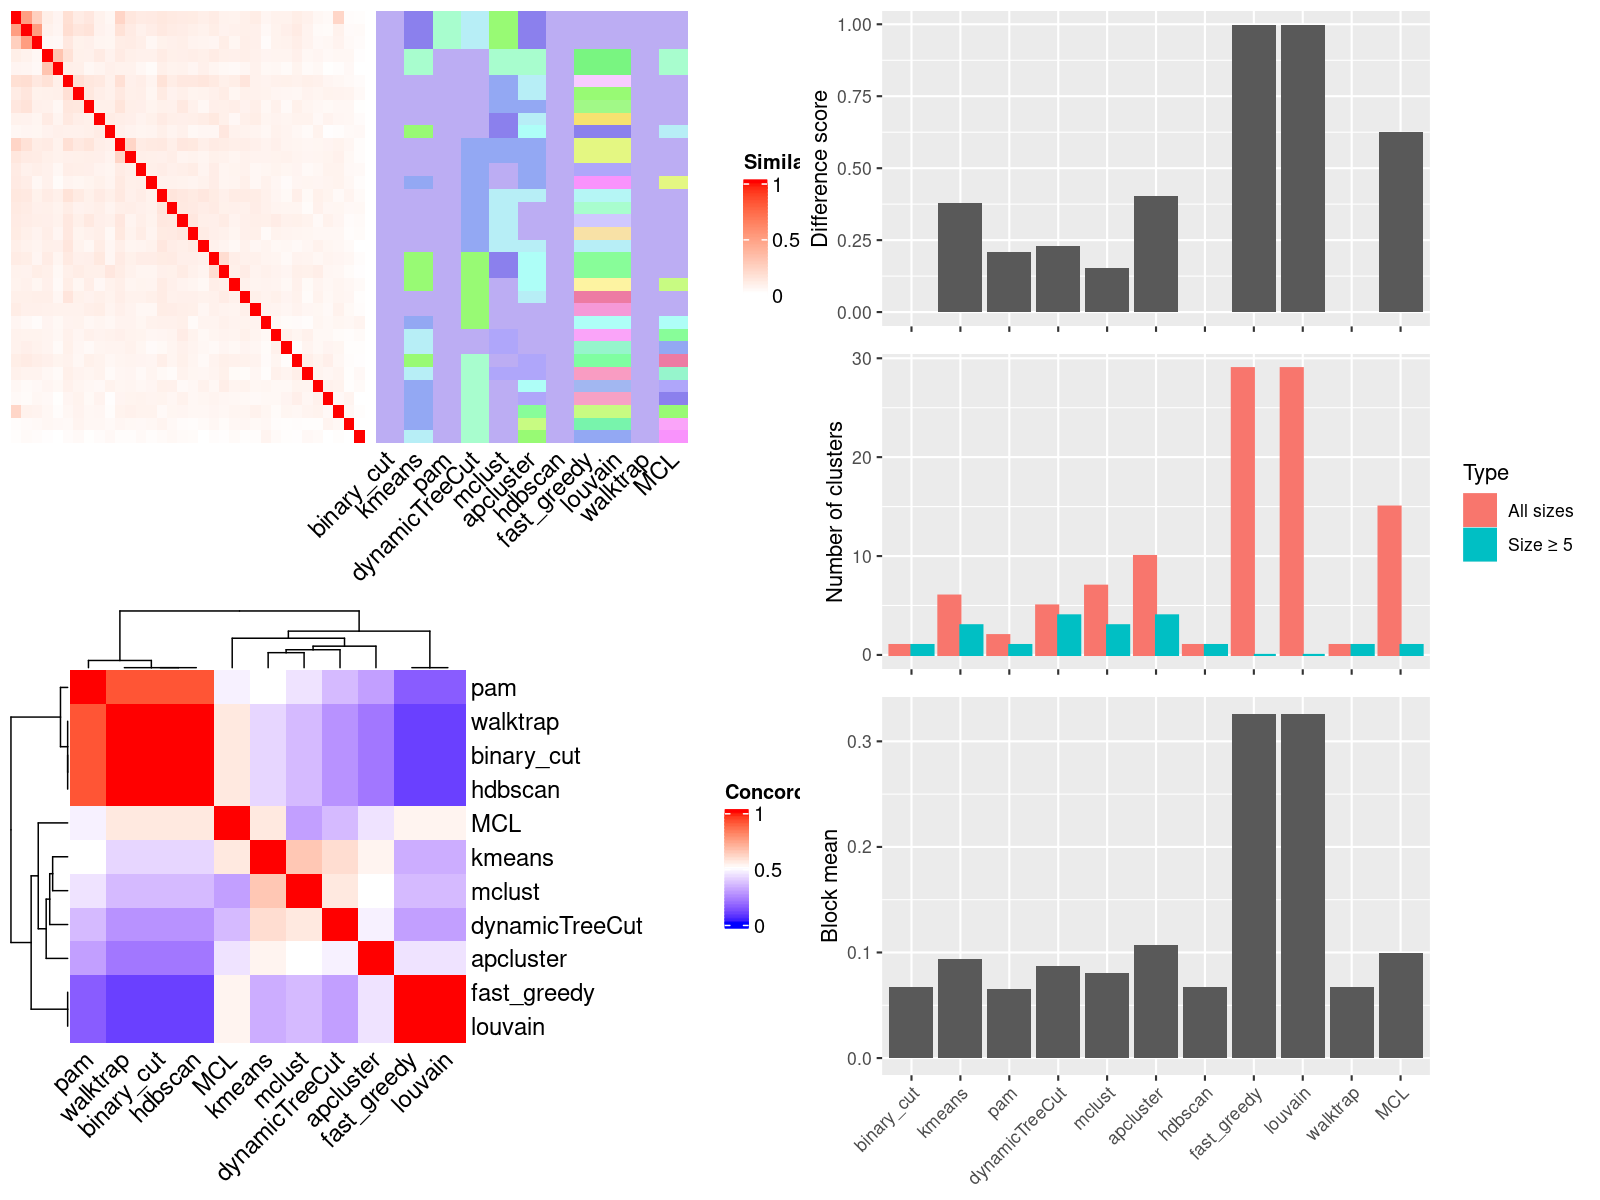 Simila
1
0.5
0
binary_cut
kmeans
pam
dynamicTreeCut
mclust
apcluster
hdbscan
fast_greedy
louvain
walktrap
MCL
pam
walktrap
binary_cut
hdbscan
MCL
kmeans
mclust
dynamicTreeCut
apcluster
fast_greedy
louvain
Concord
1
0.5
0
pam
walktrap
binary_cut
hdbscan
MCL
kmeans
mclust
dynamicTreeCut
apcluster
fast_greedy
louvain
Difference score
1.00
0.75
0.50
0.25
0.00
Number of clusters
30
20
10
0
Type
All sizes
Size ≥ 5
Block mean
0.3
0.2
0.1
0.0
binary_cut
kmeans
pam
dynamicTreeCut
mclust
apcluster
hdbscan
fast_greedy
louvain
walktrap
MCL